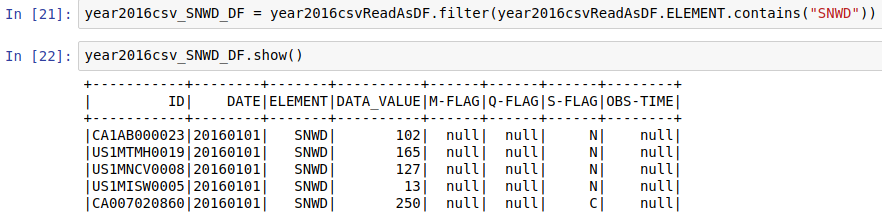 In [21]: year2016csv_SNWD_DF = year2016csvReadAsDF.filter(year2016csvReadAsDF.ELEMENT.contains("SNWD"))
In [22]: year2016csv_SNWD_DF.show()
+-----------+--------+-------+----------+------+------+------+--------+
|         ID|    DATE|ELEMENT|DATA_VALUE|M-FLAG|Q-FLAG|S-FLAG|OBS-TIME|
+-----------+--------+-------+----------+------+------+------+--------+
|CA1AB000023|20160101|   SNWD|       102|  null|  null|     N|    null|
|US1MTMH0019|20160101|   SNWD|       165|  null|  null|     N|    null|
|US1MNCV0008|20160101|   SNWD|       127|  null|  null|     N|    null|
|US1MISW0005|20160101|   SNWD|        13|  null|  null|     N|    null|
|CA007020860|20160101|   SNWD|       250|  null|  null|     C|    null|